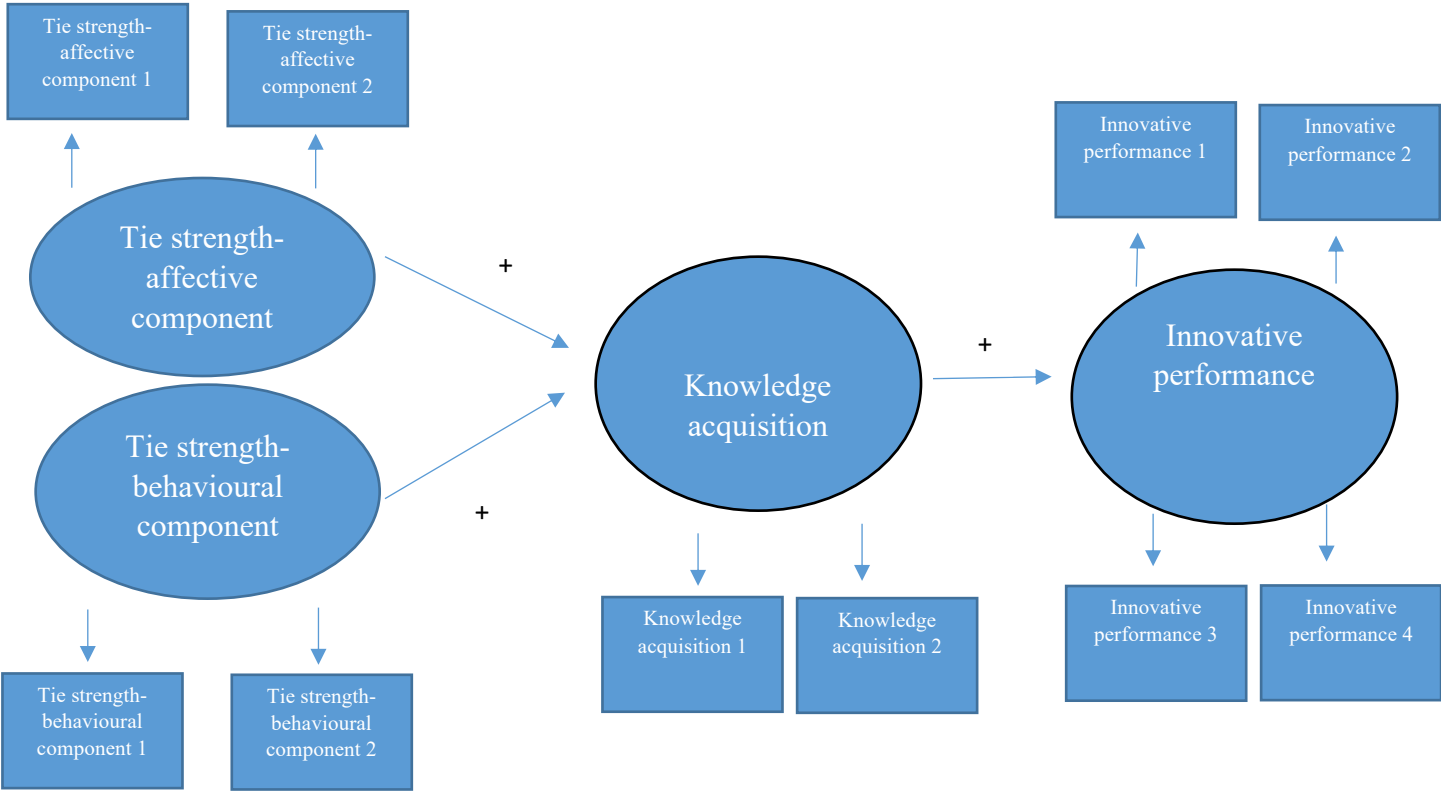 Tie strength-
affective
component 1
Tie strength-
affective
component 2
Innovative
performance 1
Innovative
performance 2
Tie strength-
affective
component
+
+
Innovative
performance
Knowledge
acquisition
Tie strength-
behavioural
component
+
Knowledge
acquisition 1
Knowledge
acquisition 2
Innovative
performance 3
Innovative
performance 4
Tie strength-
behavioural
component 1
Tie strength-
behavioural
component 2